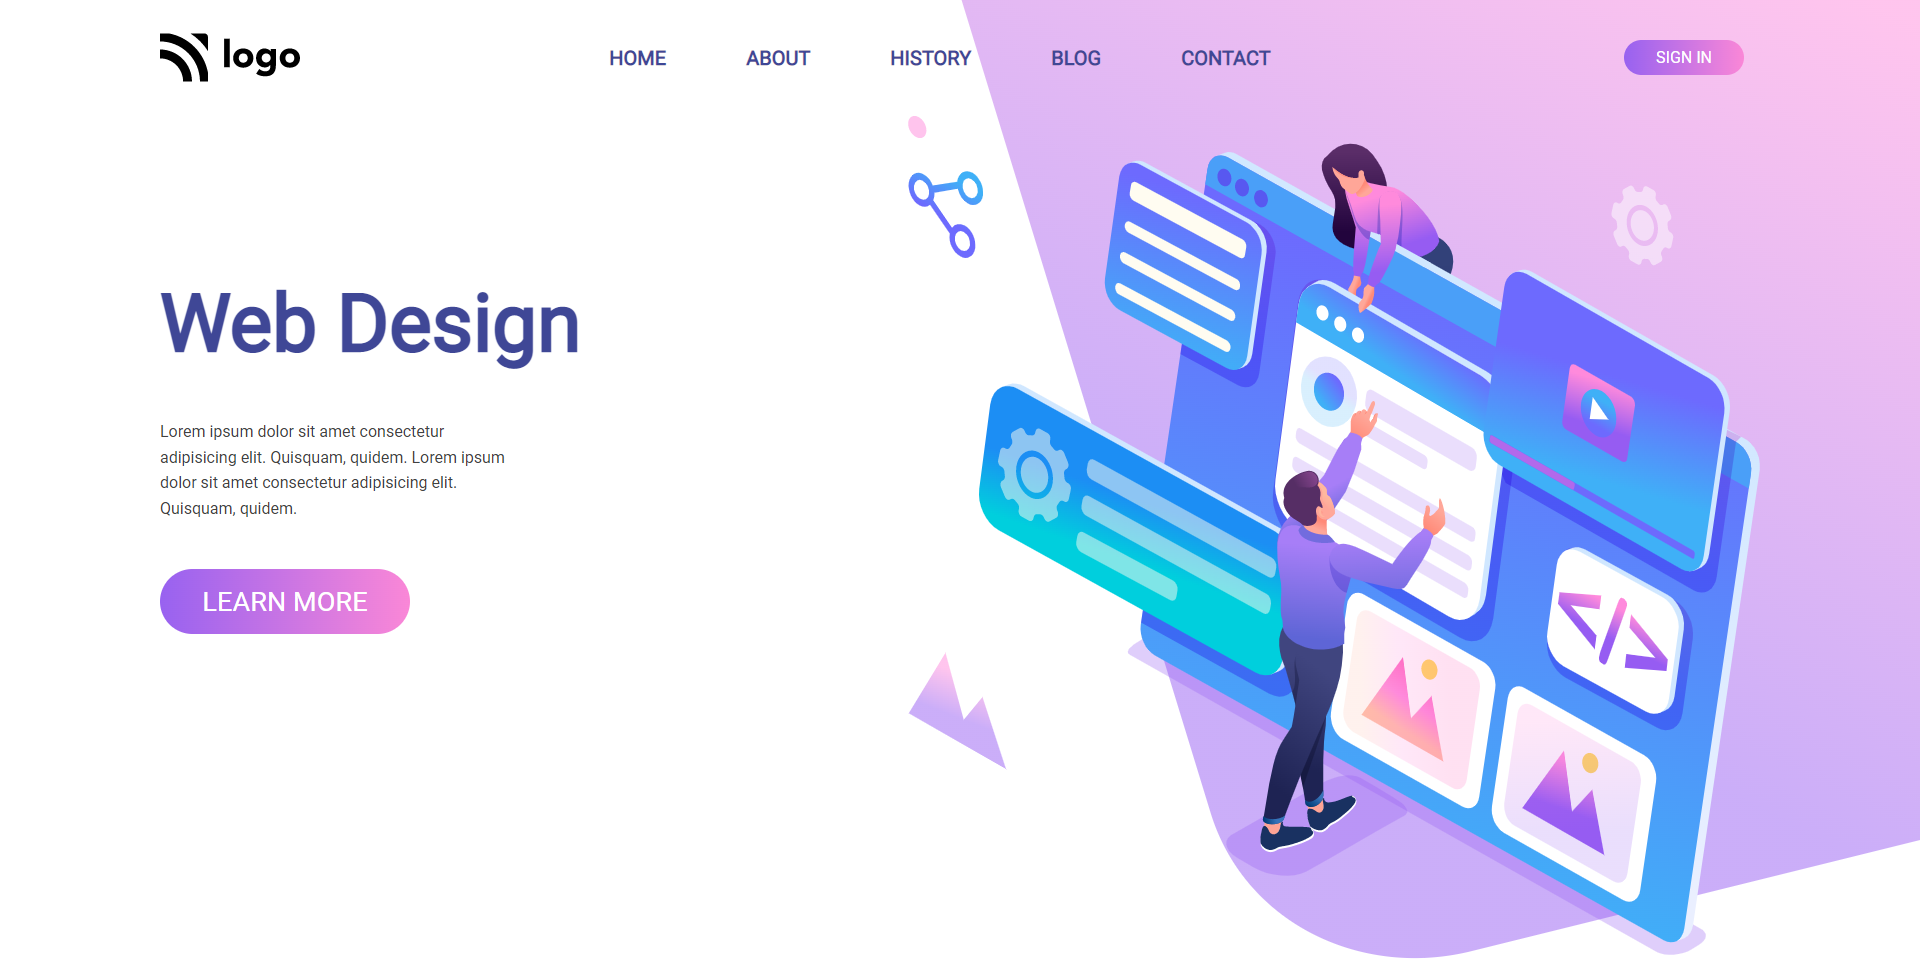 logo
HOME
ABOUT
HISTORY
BLOG
CONTACT
SIGN IN
Web Design
Lorem ipsum dolor sit amet consectetur
adipisicing elit. Quisquam, quidem. Lorem ipsum
dolor sit amet consectetur adipisicing elit.
Quisquam, quidem.
LEARN MORE
</>